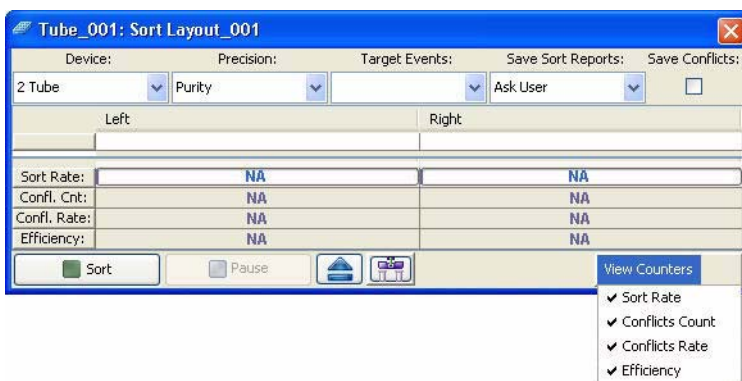 Tube_001: Sort Layout_001
Device: Precision: Target Events: Save Sort Reports: Save Conflicts:
2 Tube Purity Ask User
Left Right
Sort Rate: NA NA
Confl. Cnt: NA NA
Confl. Rate: NA NA
Efficiency: NA NA
Sort Pause View Counters
Sort Rate
Conflicts Count
Conflicts Rate
Efficiency